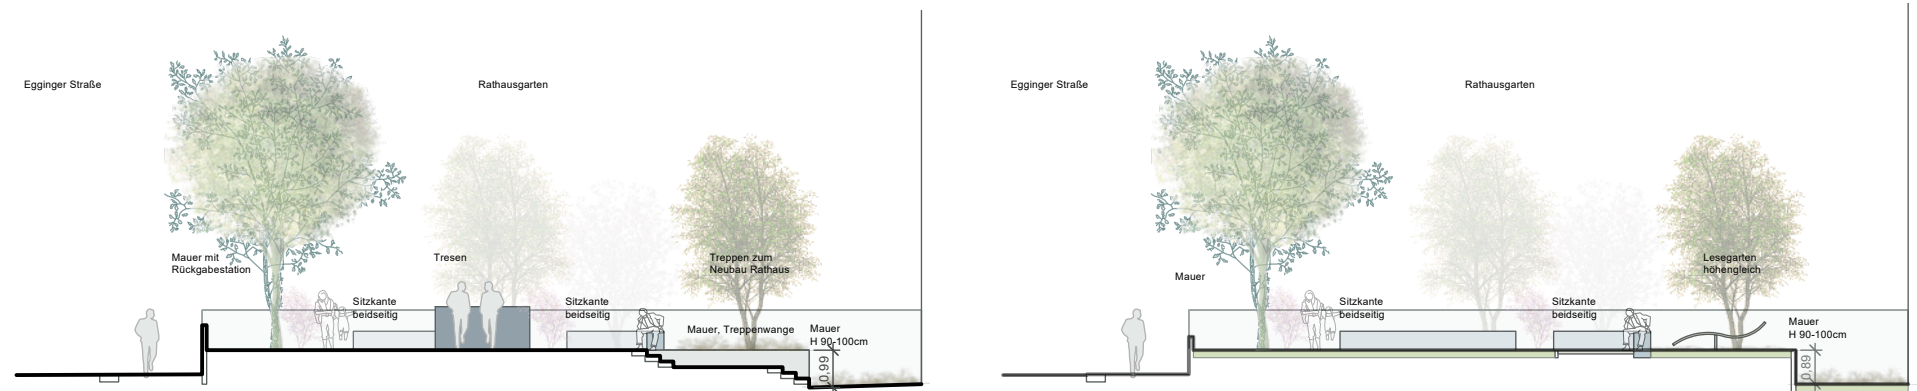 Egginger Straße
Rathausgarten
Mauer mit
Rückgabestation
Tresen
Treppen zum
Neubau Rathaus
Sitzkante
beidseitig
Sitzkante
beidseitig
Mauer, Treppenwange
Mauer
H 90-100cm
0,99
Egginger Straße
Rathausgarten
Mauer
Lesegarten
höhengleich
Sitzkante
beidseitig
Sitzkante
beidseitig
Mauer
H 90-100cm
0,89